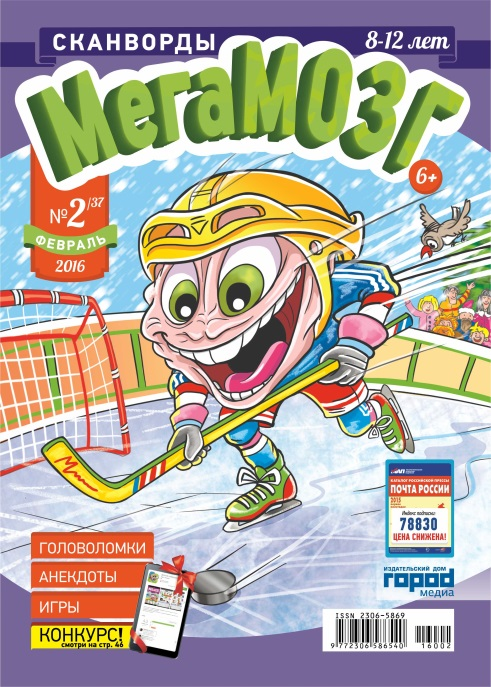 СКАНВОРДЫ
8-12 лет
МегаМОЗГ
6+
№2/37
ФЕВРАЛЬ
2016
КАТАЛОГ РОССИЙСКОЙ ПРЕССЫ
ПОЧТА РОССИИ
2015
Индекс подписки:
78830
ЦЕНА СНИЖЕНА!
ГОЛОВОЛОМКИ
АНЕКДОТЫ
ИГРЫ
КОНКУРС!
смотри на стр. 46
ИЗДАТЕЛЬСКИЙ ДОМ
город
медиа
ISSN 2306-5869
9 772306 586540
16002